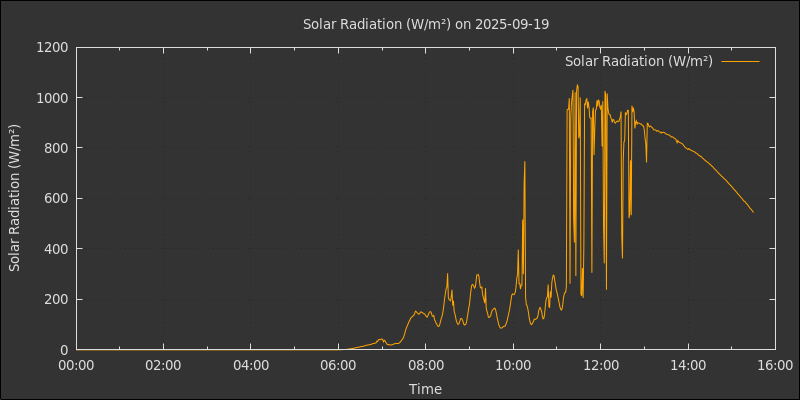 Solar Radiation (W/m²) on 2025-09-19
Solar Radiation (W/m²)
Solar Radiation (W/m²)
1200
1000
800
600
400
200
0
00:00 02:00 04:00 06:00 08:00 10:00 12:00 14:00 16:00
Time